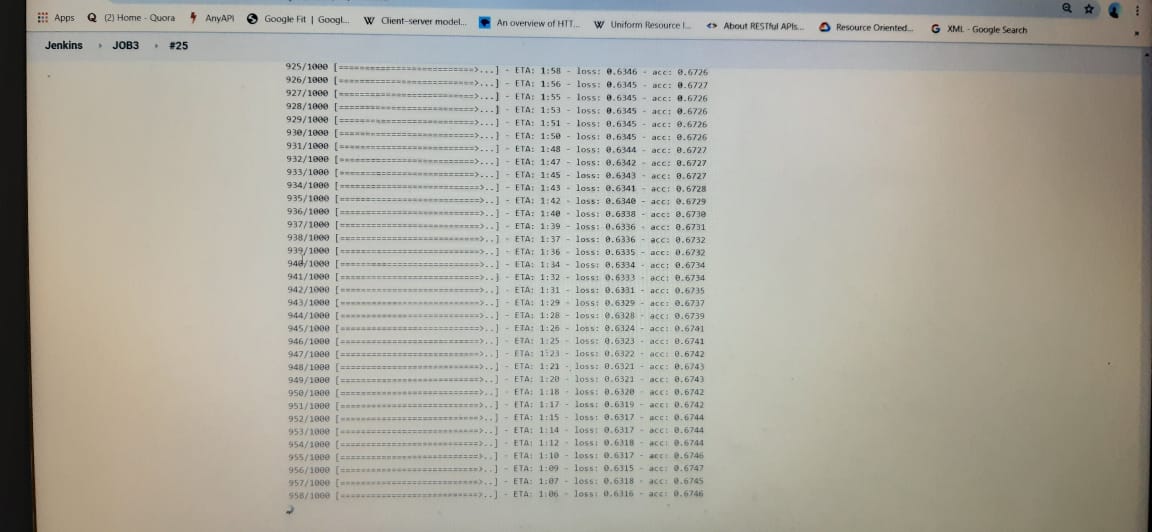 Apps (2) Home - Quora AnyAPI Google Fit | Googl... W Client-server model... An overview of HTT... W Uniform Resource I... <> About RESTful APIs... Resource Oriented... G XML - Google Search
Jenkins › JOB3 › #25
925/1000 [===========================>...] - ETA: 1:58 - loss: 0.6346 - acc: 0.6726
926/1000 [===========================>...] - ETA: 1:56 - loss: 0.6345 - acc: 0.6727
927/1000 [===========================>...] - ETA: 1:55 - loss: 0.6345 - acc: 0.6726
928/1000 [===========================>...] - ETA: 1:53 - loss: 0.6345 - acc: 0.6726
929/1000 [===========================>...] - ETA: 1:51 - loss: 0.6345 - acc: 0.6726
930/1000 [===========================>...] - ETA: 1:50 - loss: 0.6345 - acc: 0.6726
931/1000 [===========================>...] - ETA: 1:48 - loss: 0.6344 - acc: 0.6727
932/1000 [===========================>...] - ETA: 1:47 - loss: 0.6342 - acc: 0.6727
933/1000 [===========================>...] - ETA: 1:45 - loss: 0.6343 - acc: 0.6727
934/1000 [============================>..] - ETA: 1:43 - loss: 0.6341 - acc: 0.6728
935/1000 [============================>..] - ETA: 1:42 - loss: 0.6340 - acc: 0.6729
936/1000 [============================>..] - ETA: 1:40 - loss: 0.6338 - acc: 0.6730
937/1000 [============================>..] - ETA: 1:39 - loss: 0.6336 - acc: 0.6731
938/1000 [============================>..] - ETA: 1:37 - loss: 0.6336 - acc: 0.6732
939/1000 [============================>..] - ETA: 1:36 - loss: 0.6335 - acc: 0.6732
940/1000 [============================>..] - ETA: 1:34 - loss: 0.6334 - acc: 0.6734
941/1000 [============================>..] - ETA: 1:32 - loss: 0.6333 - acc: 0.6734
942/1000 [============================>..] - ETA: 1:31 - loss: 0.6331 - acc: 0.6735
943/1000 [============================>..] - ETA: 1:29 - loss: 0.6329 - acc: 0.6737
944/1000 [============================>..] - ETA: 1:28 - loss: 0.6328 - acc: 0.6739
945/1000 [============================>..] - ETA: 1:26 - loss: 0.6324 - acc: 0.6741
946/1000 [============================>..] - ETA: 1:25 - loss: 0.6323 - acc: 0.6741
947/1000 [============================>..] - ETA: 1:23 - loss: 0.6322 - acc: 0.6742
948/1000 [============================>..] - ETA: 1:21 - loss: 0.6321 - acc: 0.6743
949/1000 [============================>..] - ETA: 1:20 - loss: 0.6321 - acc: 0.6743
950/1000 [============================>..] - ETA: 1:18 - loss: 0.6320 - acc: 0.6742
951/1000 [============================>..] - ETA: 1:17 - loss: 0.6319 - acc: 0.6742
952/1000 [============================>..] - ETA: 1:15 - loss: 0.6317 - acc: 0.6744
953/1000 [============================>..] - ETA: 1:14 - loss: 0.6317 - acc: 0.6744
954/1000 [============================>..] - ETA: 1:12 - loss: 0.6318 - acc: 0.6744
955/1000 [============================>..] - ETA: 1:10 - loss: 0.6317 - acc: 0.6746
956/1000 [============================>..] - ETA: 1:09 - loss: 0.6315 - acc: 0.6747
957/1000 [============================>..] - ETA: 1:07 - loss: 0.6318 - acc: 0.6745
958/1000 [============================>..] - ETA: 1:06 - loss: 0.6316 - acc: 0.6746